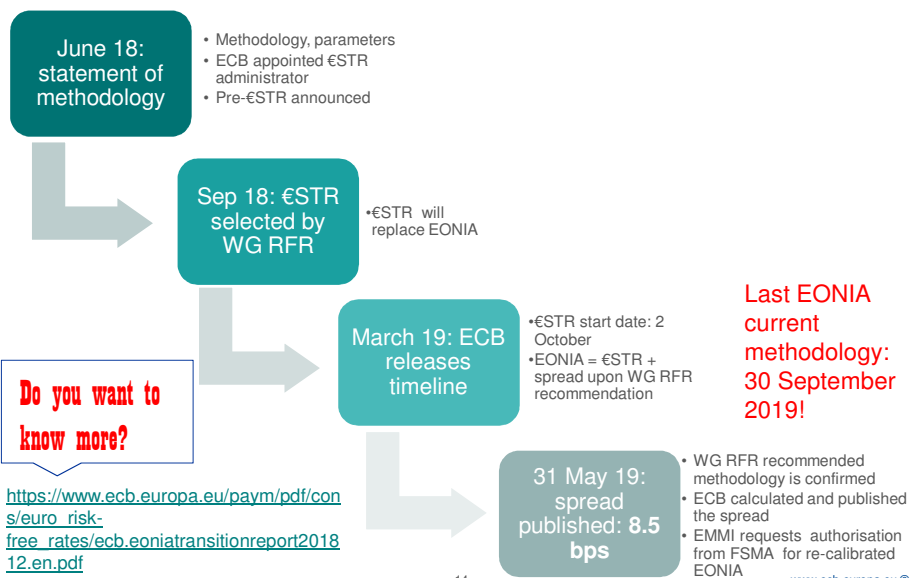 June 18:
statement of
methodology
• Methodology, parameters
• ECB appointed €STR
administrator
• Pre-€STR announced
Sep 18: €STR
selected by
WG RFR
•€STR will
replace EONIA
March 19: ECB
releases
timeline
•€STR start date: 2
October
•EONIA = €STR +
spread upon WG RFR
recommendation
Last EONIA
current
methodology:
30 September
2019!
Do you want to
know more?
https://www.ecb.europa.eu/paym/pdf/con
s/euro_risk-
free_rates/ecb.eoniatransitionreport2018
12.en.pdf
31 May 19:
spread
published: 8.5
bps
• WG RFR recommended
methodology is confirmed
• ECB calculated and published
the spread
• EMMI requests authorisation
from FSMA for re-calibrated
EONIA